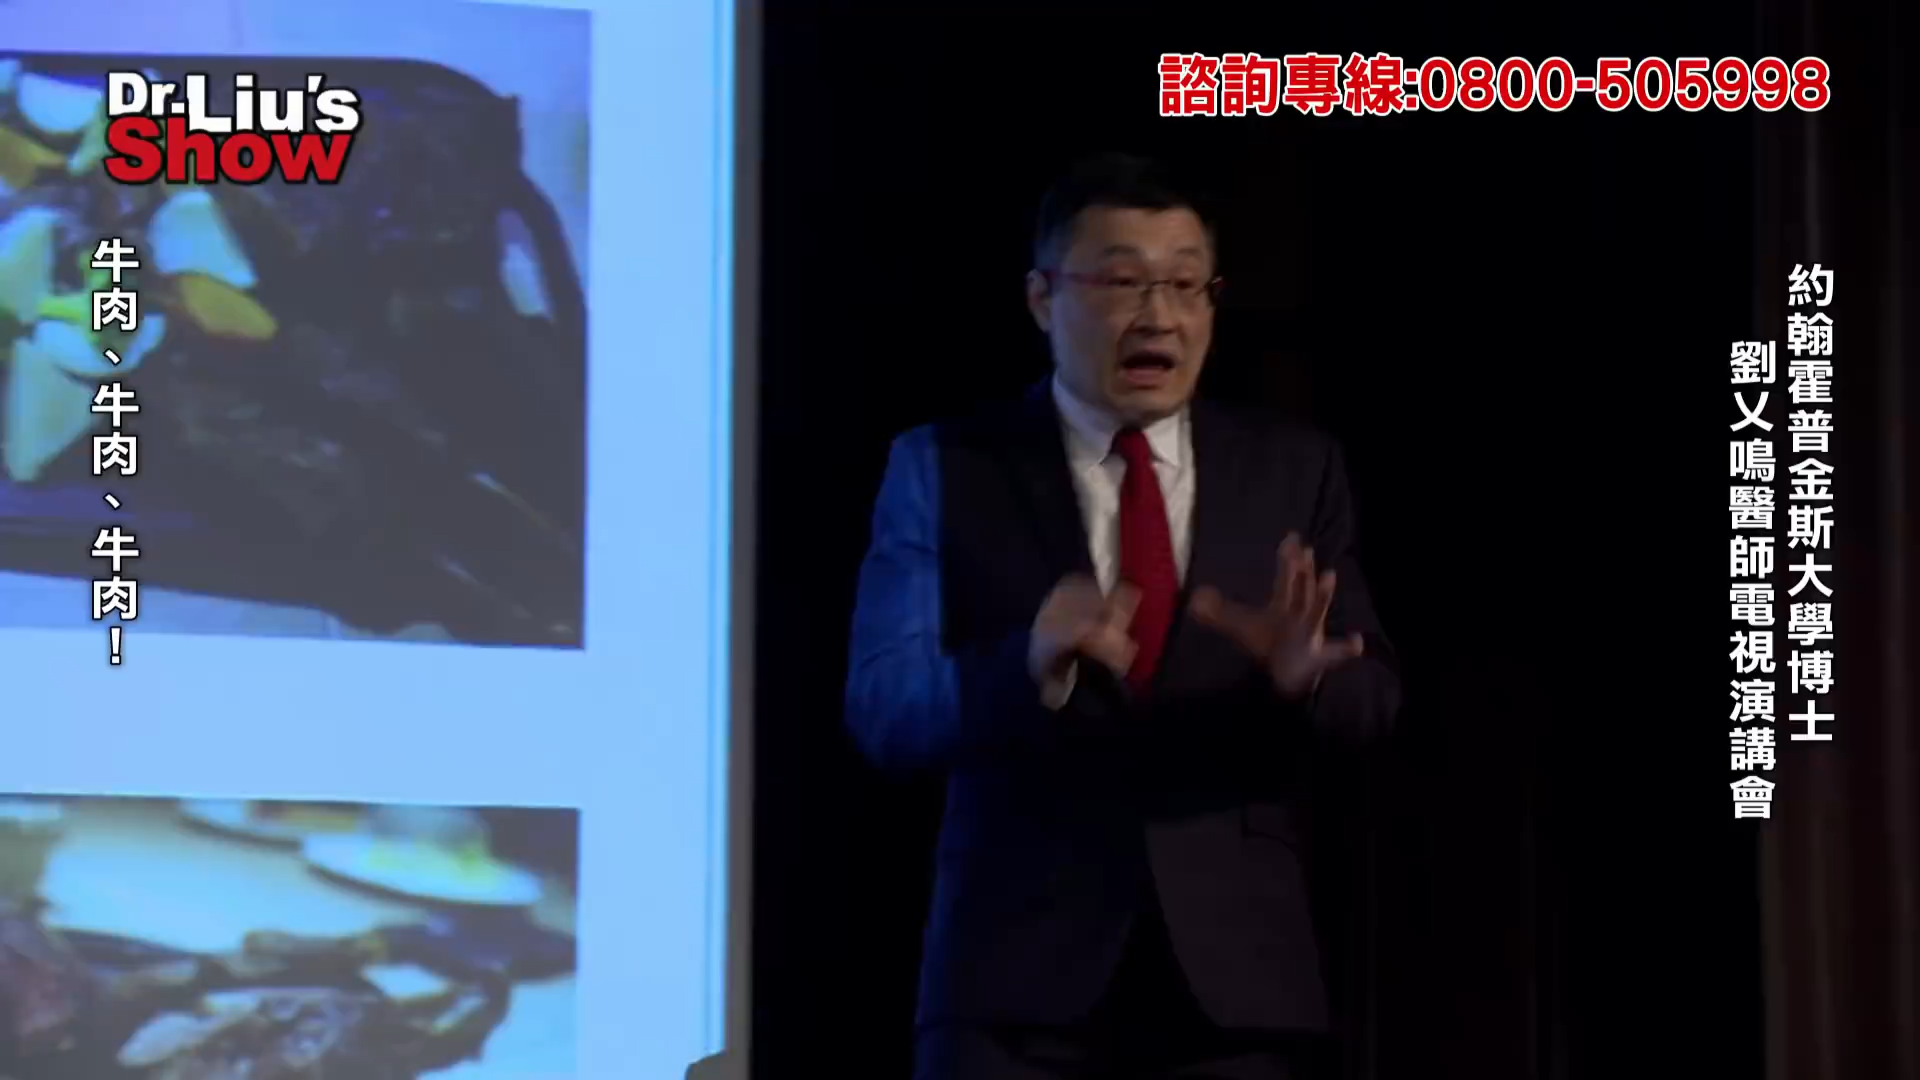 Dr.Liu's
Show
諮詢專線:0800-505998
牛肉、牛肉、牛肉!
約翰霍普金斯大學博士
劉乂鳴醫師電視演講會